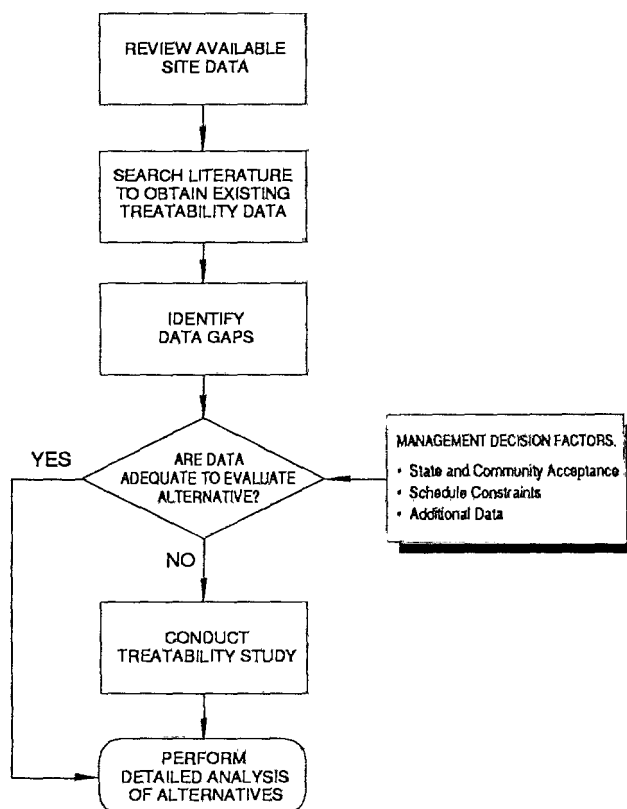 REVIEW AVAILABLE
SITE DATA
SEARCH LITERATURE
TO OBTAIN EXISTING
TREATABILITY DATA
IDENTIFY
DATA GAPS
YES
ARE DATA
ADEQUATE TO EVALUATE
ALTERNATIVE?
MANAGEMENT DECISION FACTORS.
• State and Community Acceptance
• Schedule Constraints
• Additional Data
NO
CONDUCT
TREATABILITY STUDY
PERFORM
DETAILED ANALYSIS
OF ALTERNATIVES